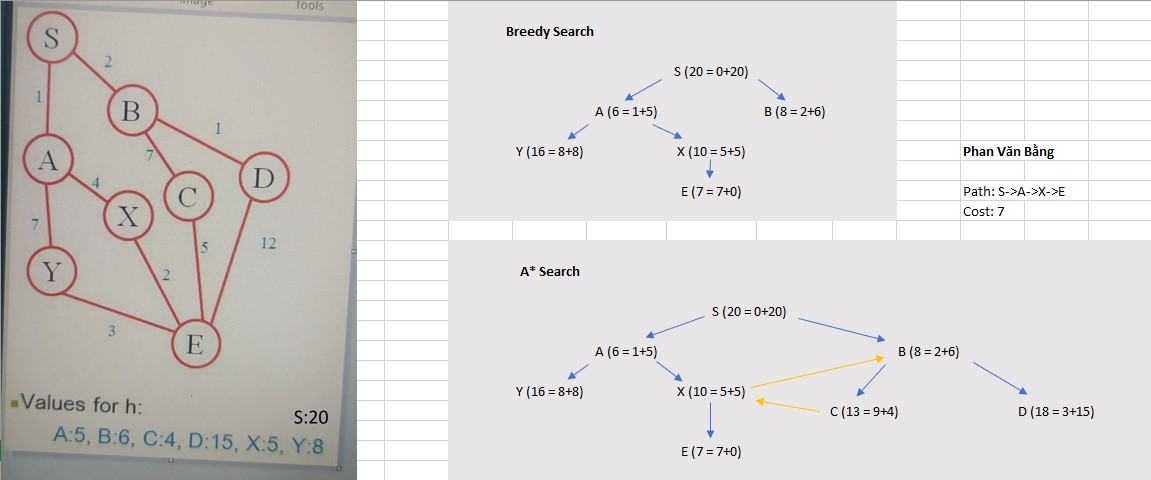 Image
Tools
S
2
1
B
1
7
A
D
4
C
X
7
5
12
Y
2
3
E
Values for h:
S:20
A:5, B:6, C:4, D:15, X:5, Y:8
Breedy Search
S (20 = 0+20)
A (6 = 1+5)
B (8 = 2+6)
Y (16 = 8+8)
X (10 = 5+5)
E (7 = 7+0)
Phan Văn Bằng
Path: S->A->X->E
Cost: 7
A* Search
S (20 = 0+20)
A (6 = 1+5)
B (8 = 2+6)
Y (16 = 8+8)
X (10 = 5+5)
C (13 = 9+4)
D (18 = 3+15)
E (7 = 7+0)